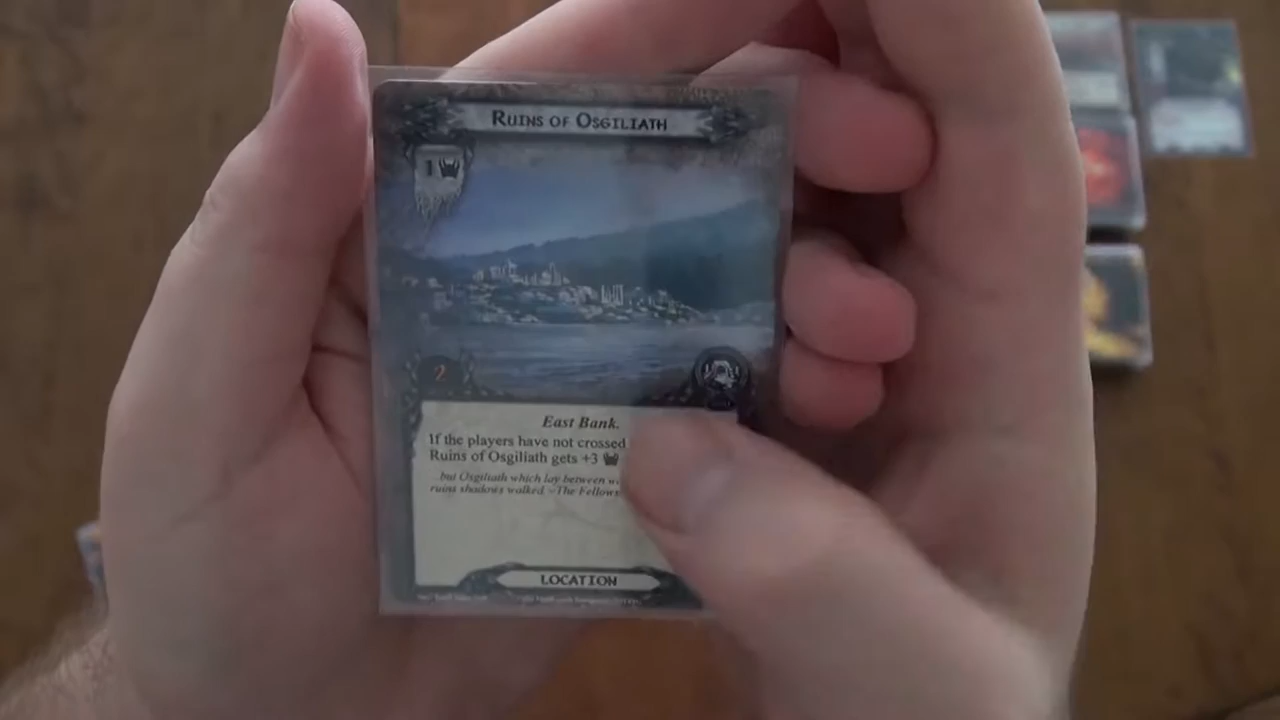 Ruins of Osgiliath
1
2
East Bank.
If the players have not crossed
Ruins of Osgiliath gets +3
...but Osgiliath which lay between
ruins shadows walked. –The Fellows
LOCATION